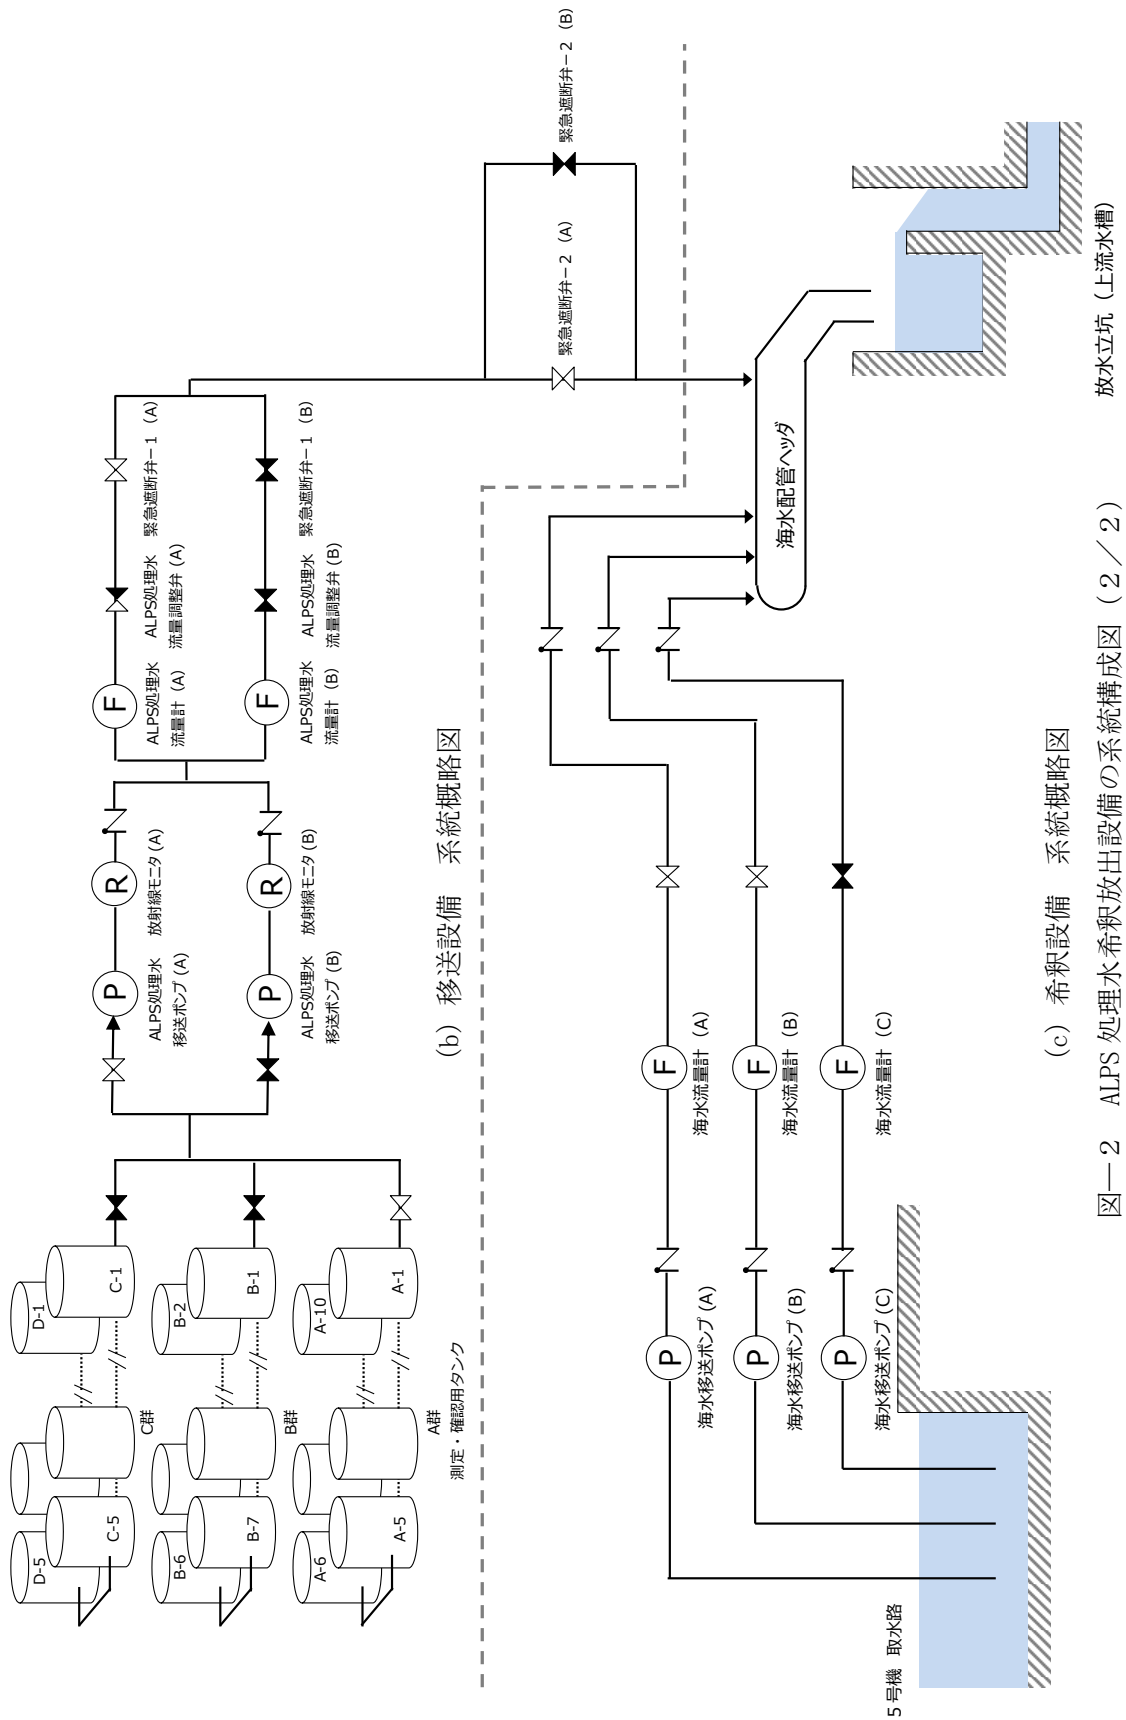 D-5
C-5
D-1
C-1
C群
B-6
B-7
B-2
B-1
B群
A-6
A-5
A-10
A-1
A群
測定・確認用タンク
P
ALPS処理水
移送ポンプ (A)
R
放射線モニタ (A)
F
ALPS処理水
流量計 (A)
ALPS処理水
流量調整弁 (A)
緊急遮断弁－1 (A)
P
ALPS処理水
移送ポンプ (B)
R
放射線モニタ (B)
F
ALPS処理水
流量計 (B)
ALPS処理水
流量調整弁 (B)
緊急遮断弁－1 (B)
緊急遮断弁－2 (A)
緊急遮断弁－2 (B)
(b) 移送設備 系統概略図
5号機 取水路
P
海水移送ポンプ (A)
F
海水流量計 (A)
P
海水移送ポンプ (B)
F
海水流量計 (B)
P
海水移送ポンプ (C)
F
海水流量計 (C)
海水配管ヘッダ
放水立坑 (上流水槽)
(c) 希釈設備 系統概略図
図－２ ALPS 処理水希釈放出設備の系統構成図（２／２）